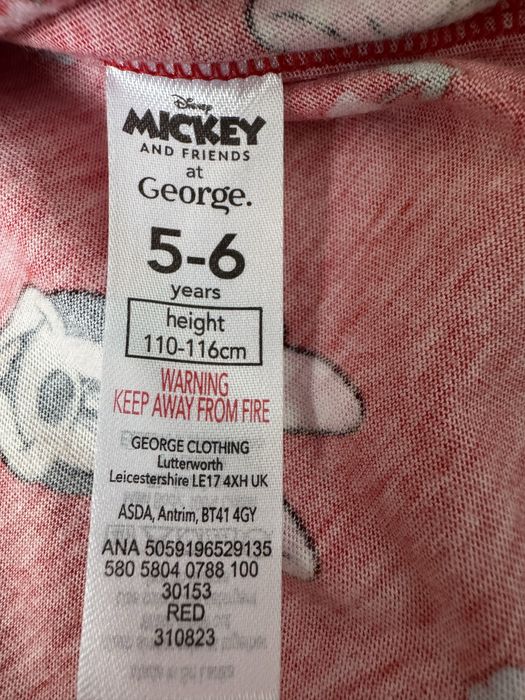 Disney
MICKEY
AND FRIENDS
at
George.
5-6
years
height
110-116cm
WARNING
KEEP AWAY FROM FIRE
GEORGE CLOTHING
Lutterworth
Leicestershire LE17 4XH UK
ASDA, Antrim, BT41 4GY
ANA 5059196529135
580 5804 0788 100
30153
RED
310823